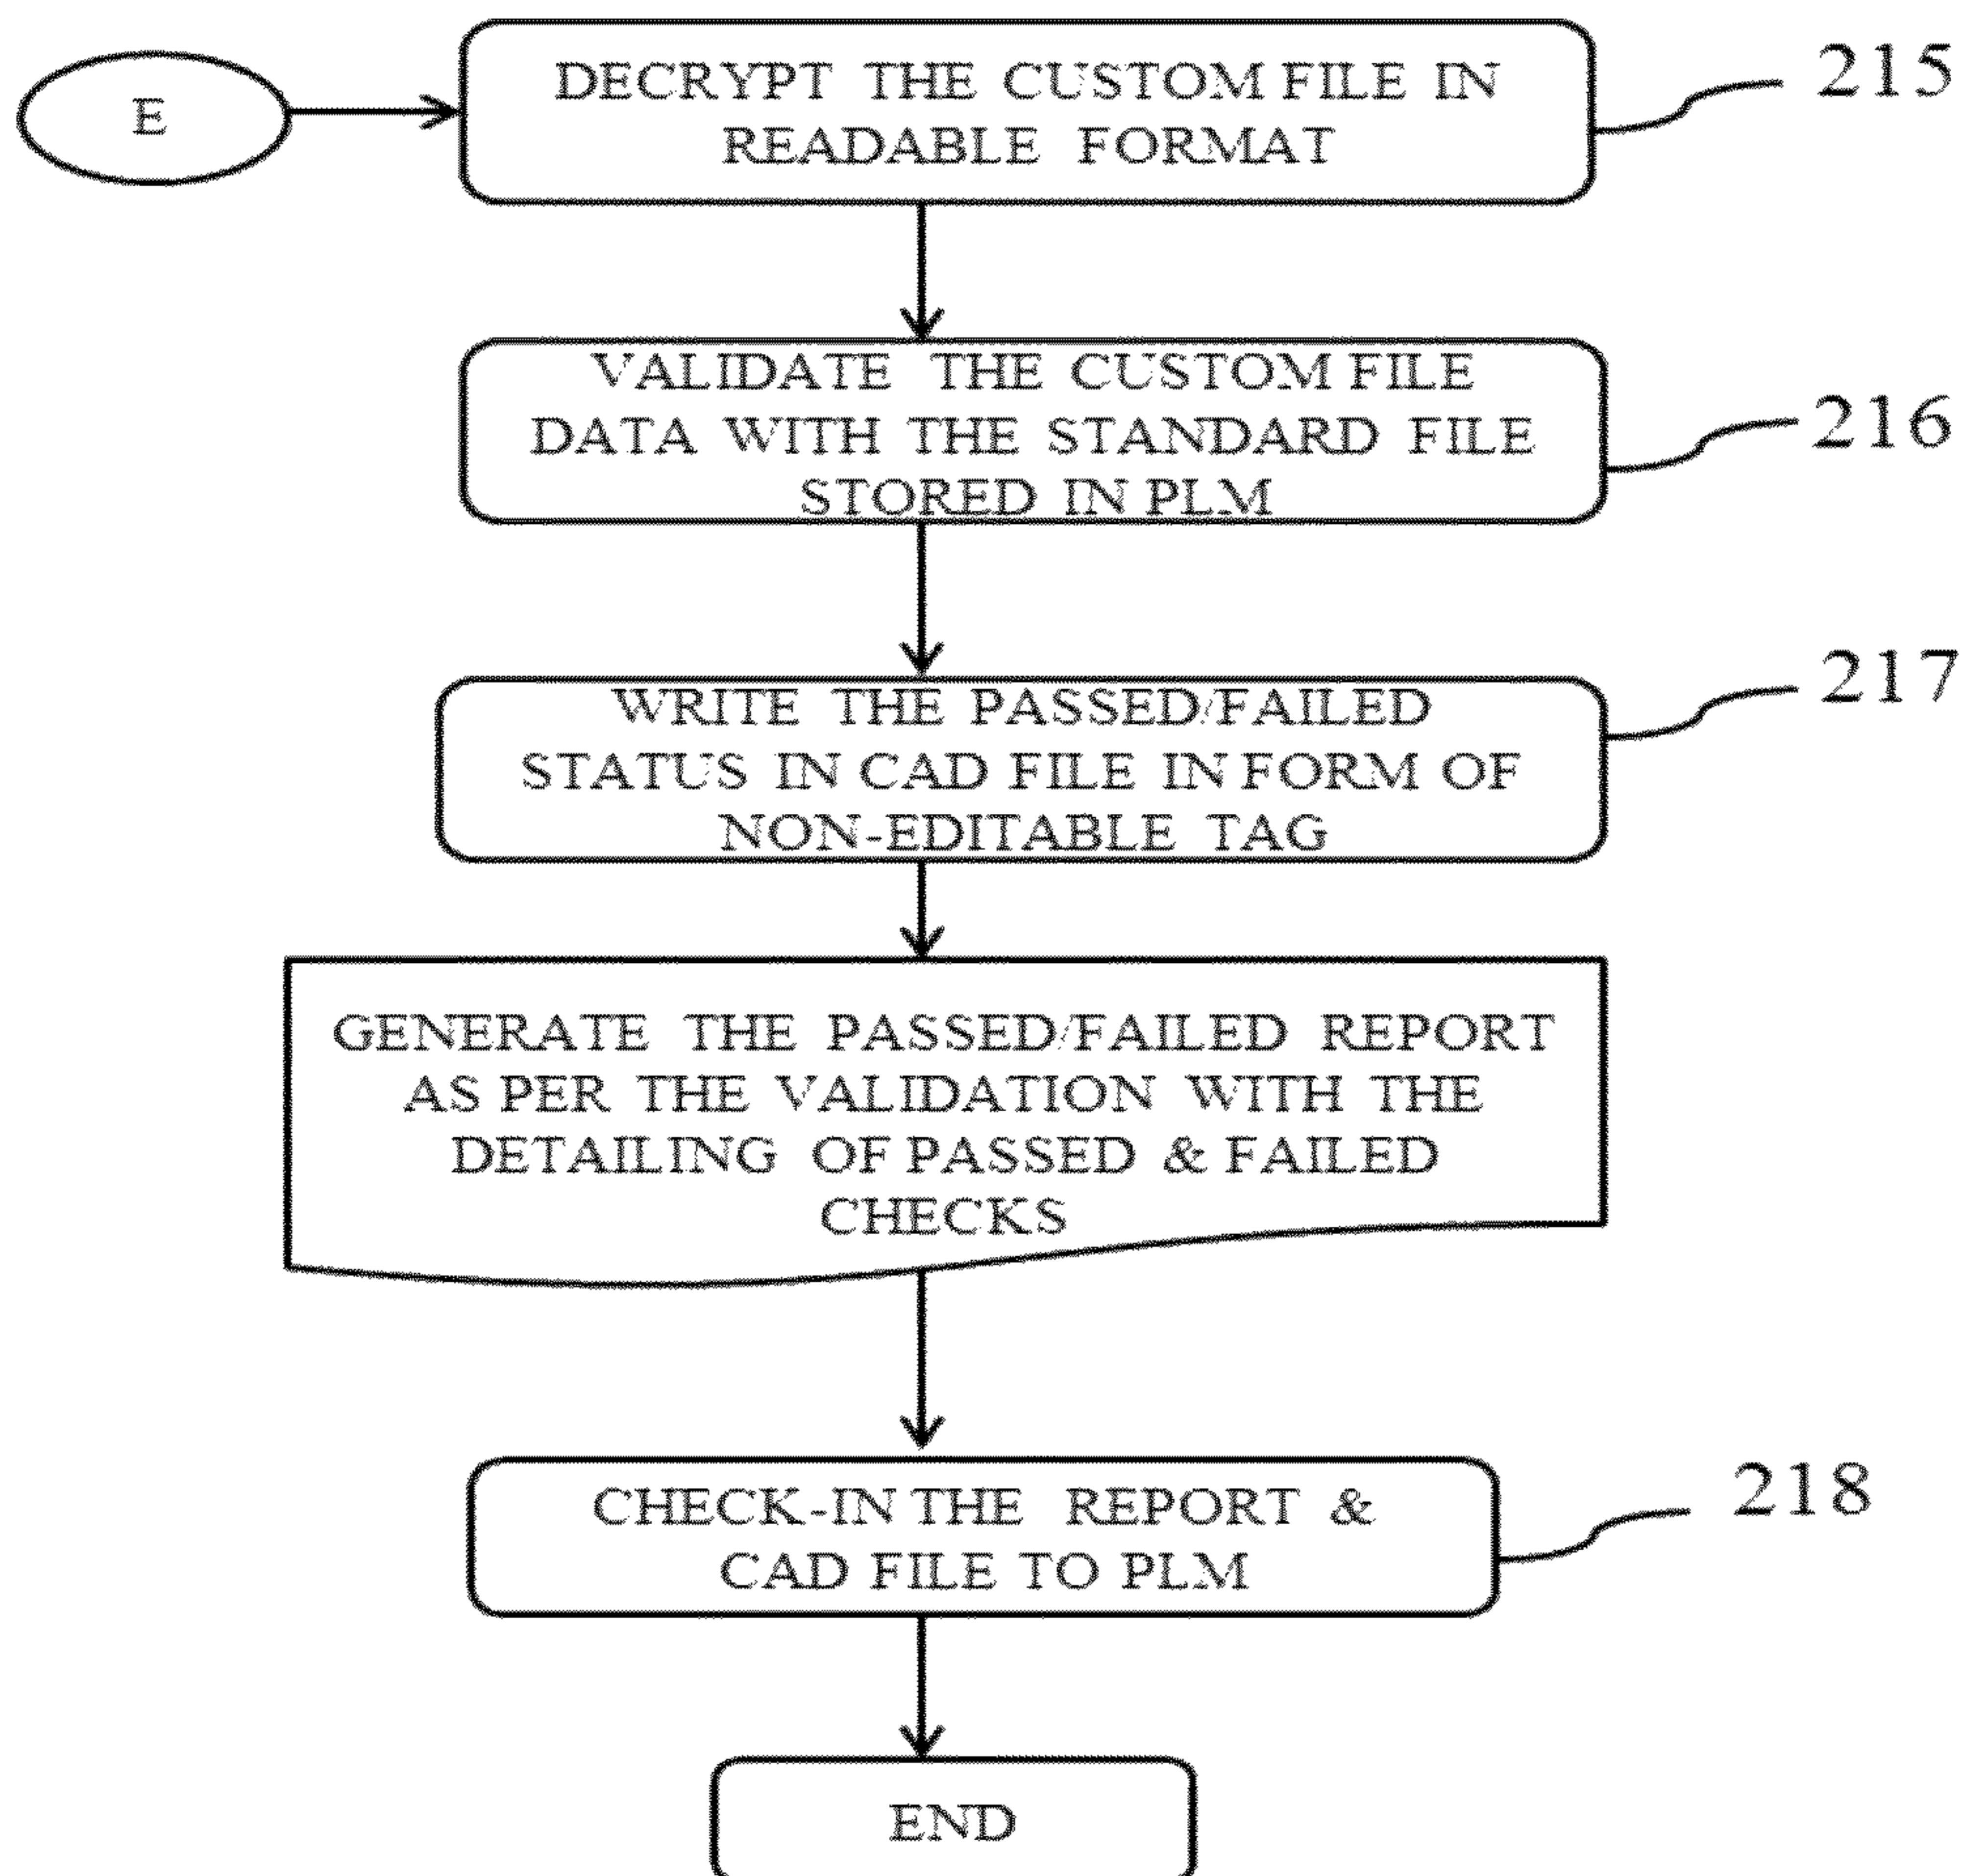 E
DECRYPT THE CUSTOM FILE IN
READABLE FORMAT
215
VALIDATE THE CUSTOM FILE
DATA WITH THE STANDARD FILE
STORED IN PLM
216
WRITE THE PASSED/FAILED
STATUS IN CAD FILE IN FORM OF
NON-EDITABLE TAG
217
GENERATE THE PASSED/FAILED REPORT
AS PER THE VALIDATION WITH THE
DETAILING OF PASSED & FAILED
CHECKS
CHECK-IN THE REPORT &
CAD FILE TO PLM
218
END